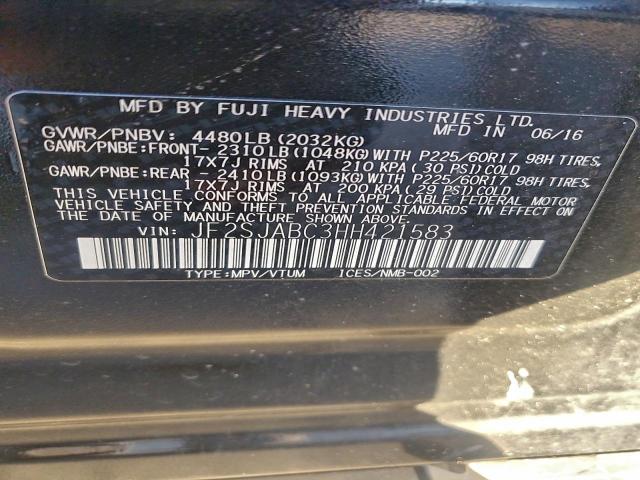 MFD BY FUJI HEAVY INDUSTRIES LTD.
GVWR/PNBV: 4480LB(2032KG) MFD IN 06/16
GAWR/PNBE:FRONT-2310LB(1048KG)WITH P225/60R17 98H TIRES,
17X7J RIMS AT 210 KPA (30 PSI)COLD
GAWR/PNBE:REAR -2410LB(1093KG)WITH P225/60R17 98H TIRES,
17X7J RIMS AT 200 KPA (29 PSI)COLD
THIS VEHICLE CONFORMS TO ALL APPLICABLE FEDERAL MOTOR
VEHICLE SAFETY AND THEFT PREVENTION STANDARDS IN EFFECT ON
THE DATE OF MANUFACTURE SHOWN ABOVE.
VIN: JF2SJABC3HH421583
TYPE:MPV/VTUM ICES/NMB-002